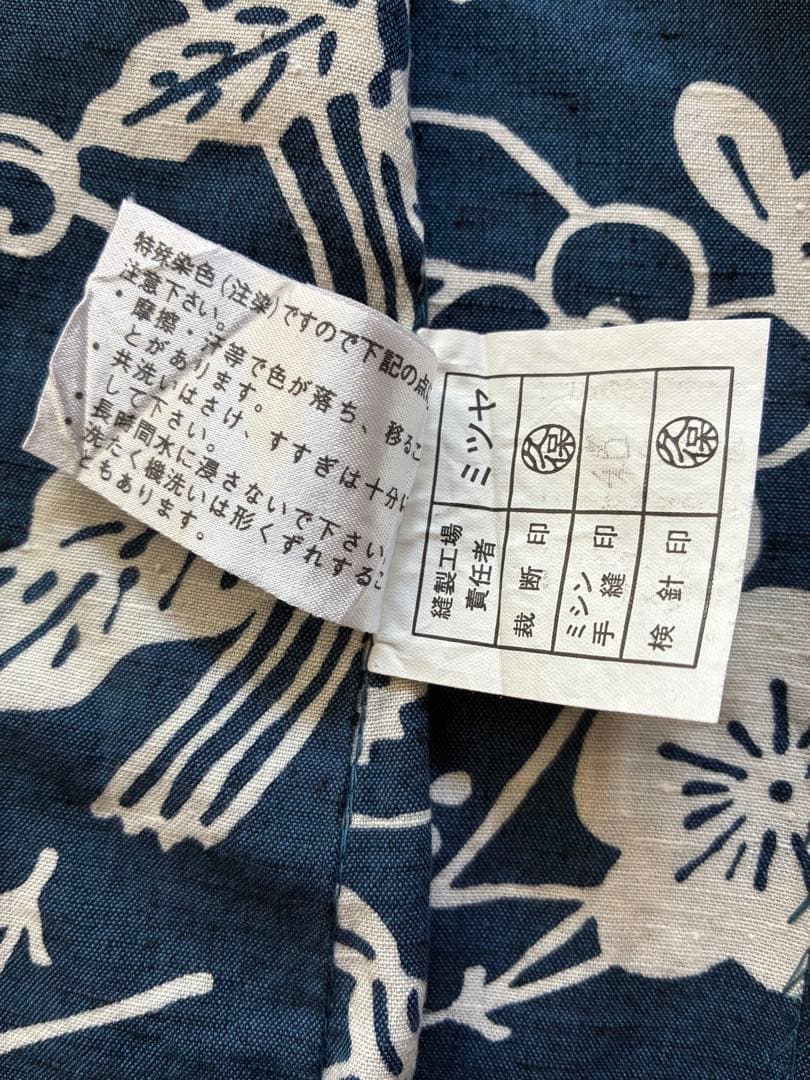 特殊染色(注染)ですので下記の点に
注意下さい。
・摩擦・汗等で色が落ち、移るこ
とがあります。
・共洗いはさけ、すすぎは十分に
して下さい。
長時間水に浸さないで下さい
洗たく機洗いは形くずれするこ
ともあります。
縫製工場
責任者
ミツヤ
裁断印
久保
ミシン
手縫
印
検針印
久保